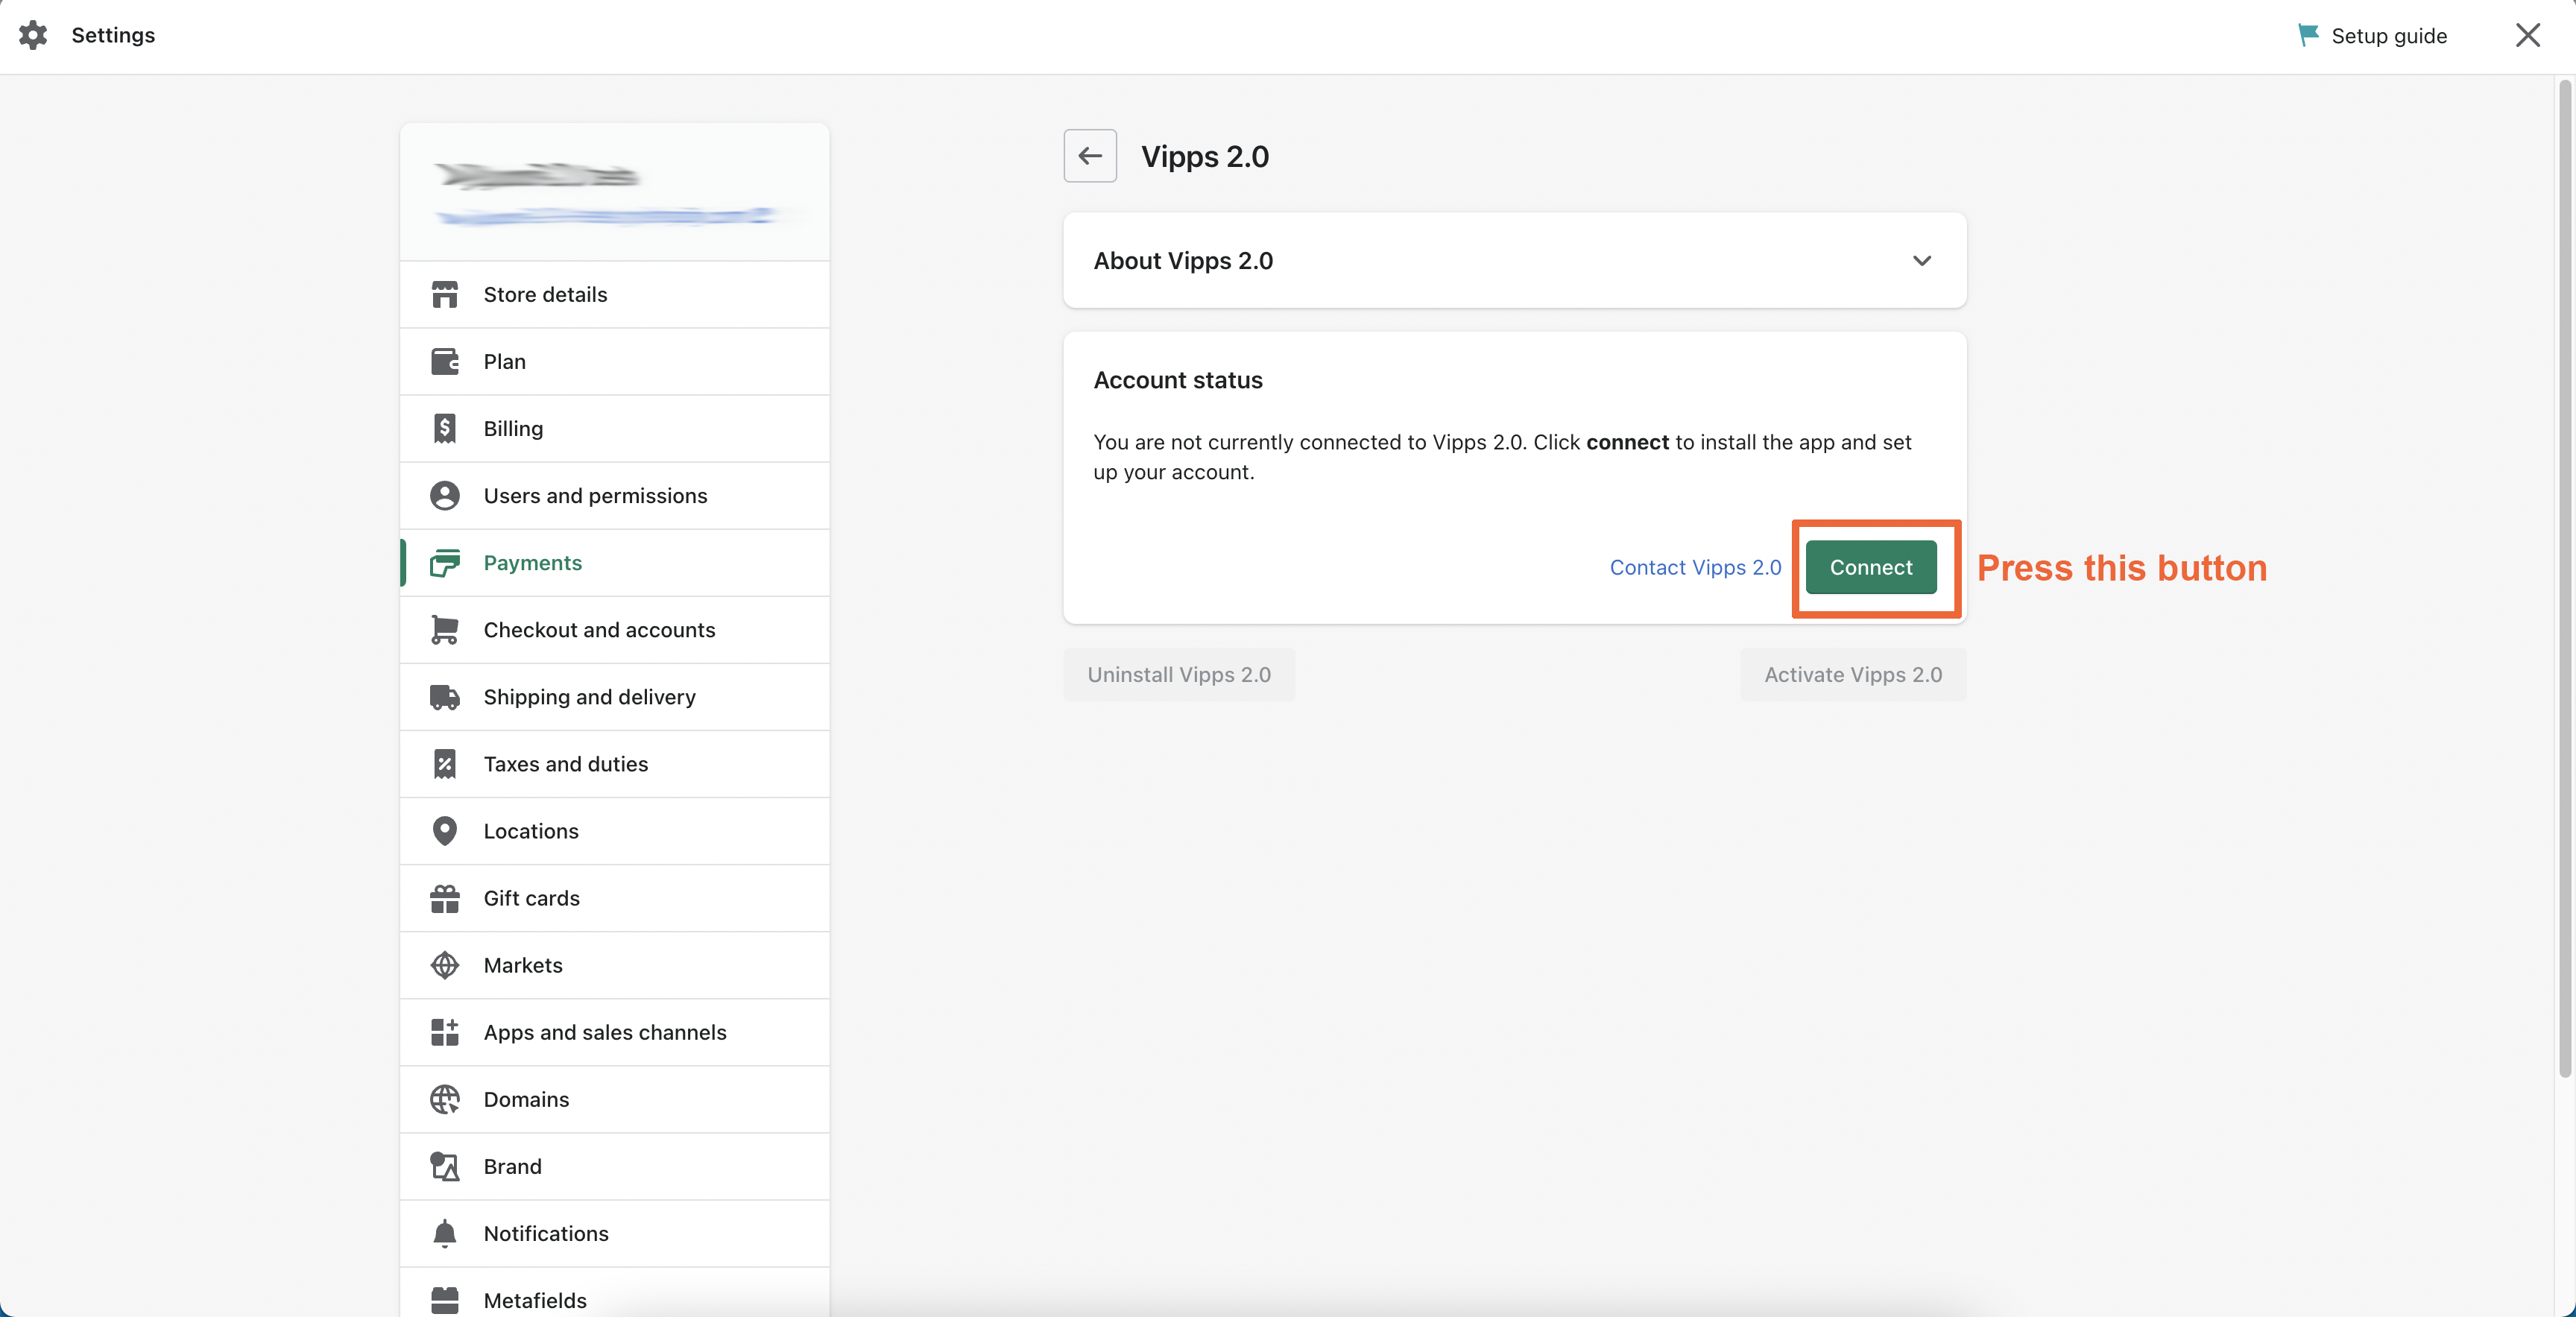 Settings
Setup guide
Store details
Plan
Billing
Users and permissions
Payments
Checkout and accounts
Shipping and delivery
Taxes and duties
Locations
Gift cards
Markets
Apps and sales channels
Domains
Brand
Notifications
Metafields
Vipps 2.0
About Vipps 2.0
Account status
You are not currently connected to Vipps 2.0. Click connect to install the app and set
up your account.
Contact Vipps 2.0
Connect
Press this button
Uninstall Vipps 2.0
Activate Vipps 2.0